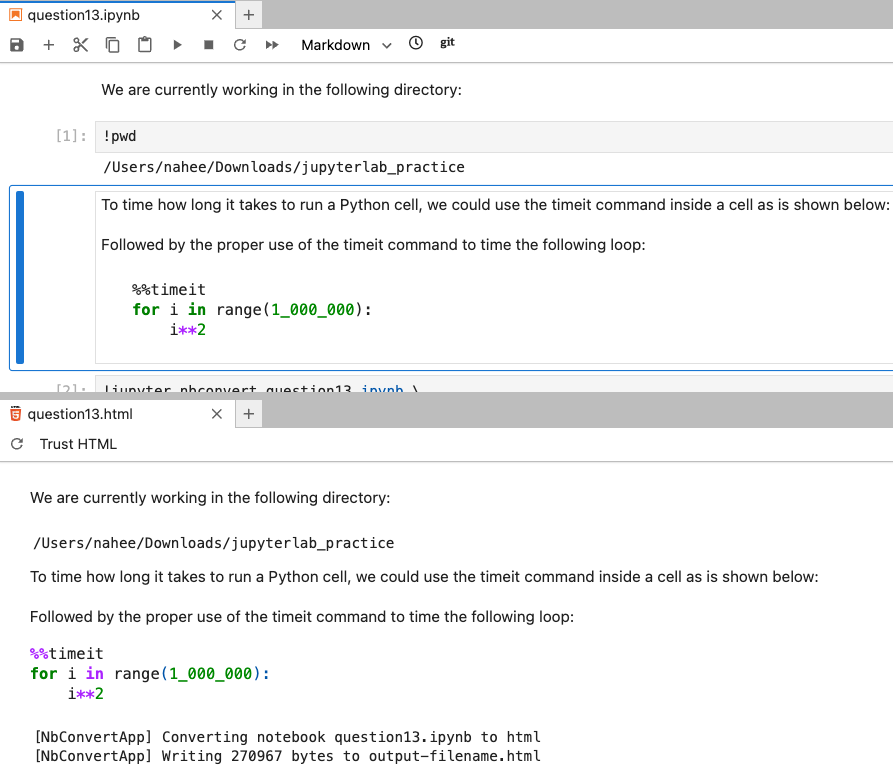 question13.ipynb
Markdown
git
We are currently working in the following directory:
[1]: !pwd
/Users/nahee/Downloads/jupyterlab_practice
To time how long it takes to run a Python cell, we could use the timeit command inside a cell as is shown below:
Followed by the proper use of the timeit command to time the following loop:
%%timeit
for i in range(1_000_000):
    i**2
[2]: !jupyter nbconvert question13.ipynb \
question13.html
Trust HTML
We are currently working in the following directory:
/Users/nahee/Downloads/jupyterlab_practice
To time how long it takes to run a Python cell, we could use the timeit command inside a cell as is shown below:
Followed by the proper use of the timeit command to time the following loop:
%%timeit
for i in range(1_000_000):
    i**2
[NbConvertApp] Converting notebook question13.ipynb to html
[NbConvertApp] Writing 270967 bytes to output-filename.html